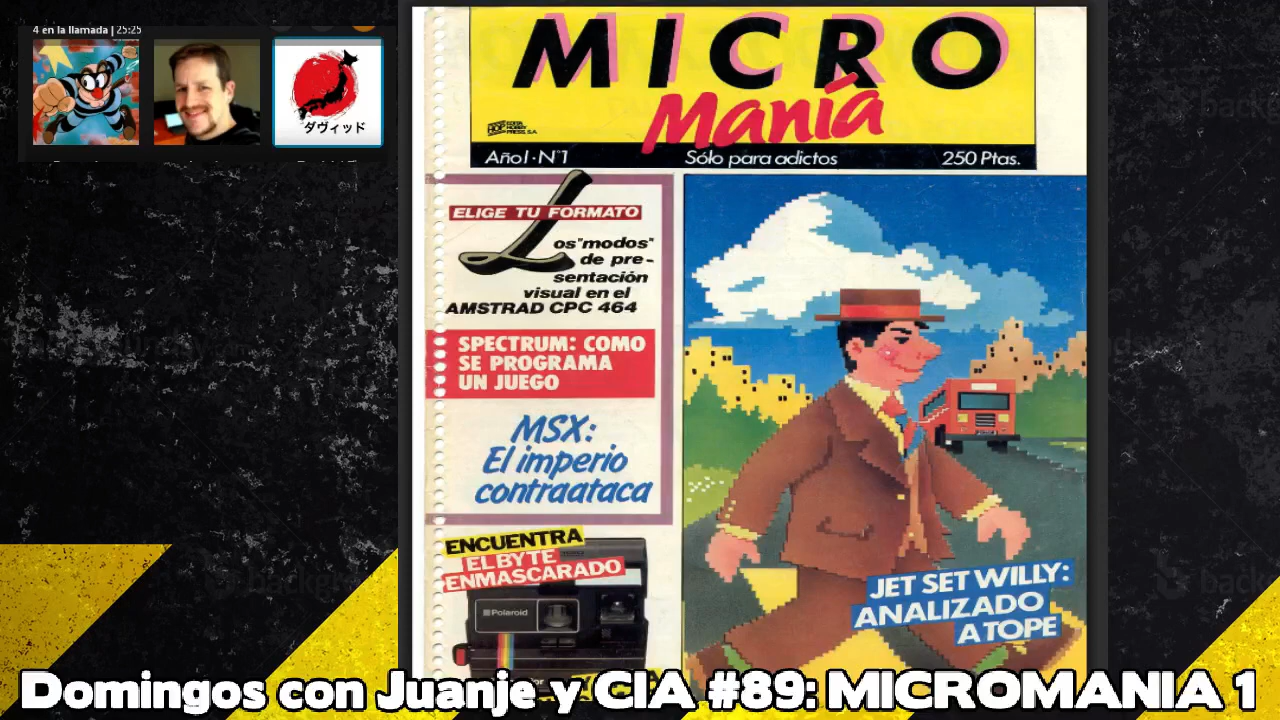 4 en la llamada | 25:25
ダヴィッド
MICRO
Manía
HOP EDITA HOBBY PRESS, S.A.
Año I · Nº 1
Sólo para adictos
250 Ptas.
ELIGE TU FORMATO
Los "modos"
de pre-
sentación
visual en el
AMSTRAD CPC 464
SPECTRUM: COMO
SE PROGRAMA
UN JUEGO
MSX:
El imperio
contraataca
ENCUENTRA
EL BYTE
ENMASCARADO
Polaroid
JET SET WILLY:
ANALIZADO
A TOPE
Domingos con Juanje y CIA #89: MICROMANIA 1